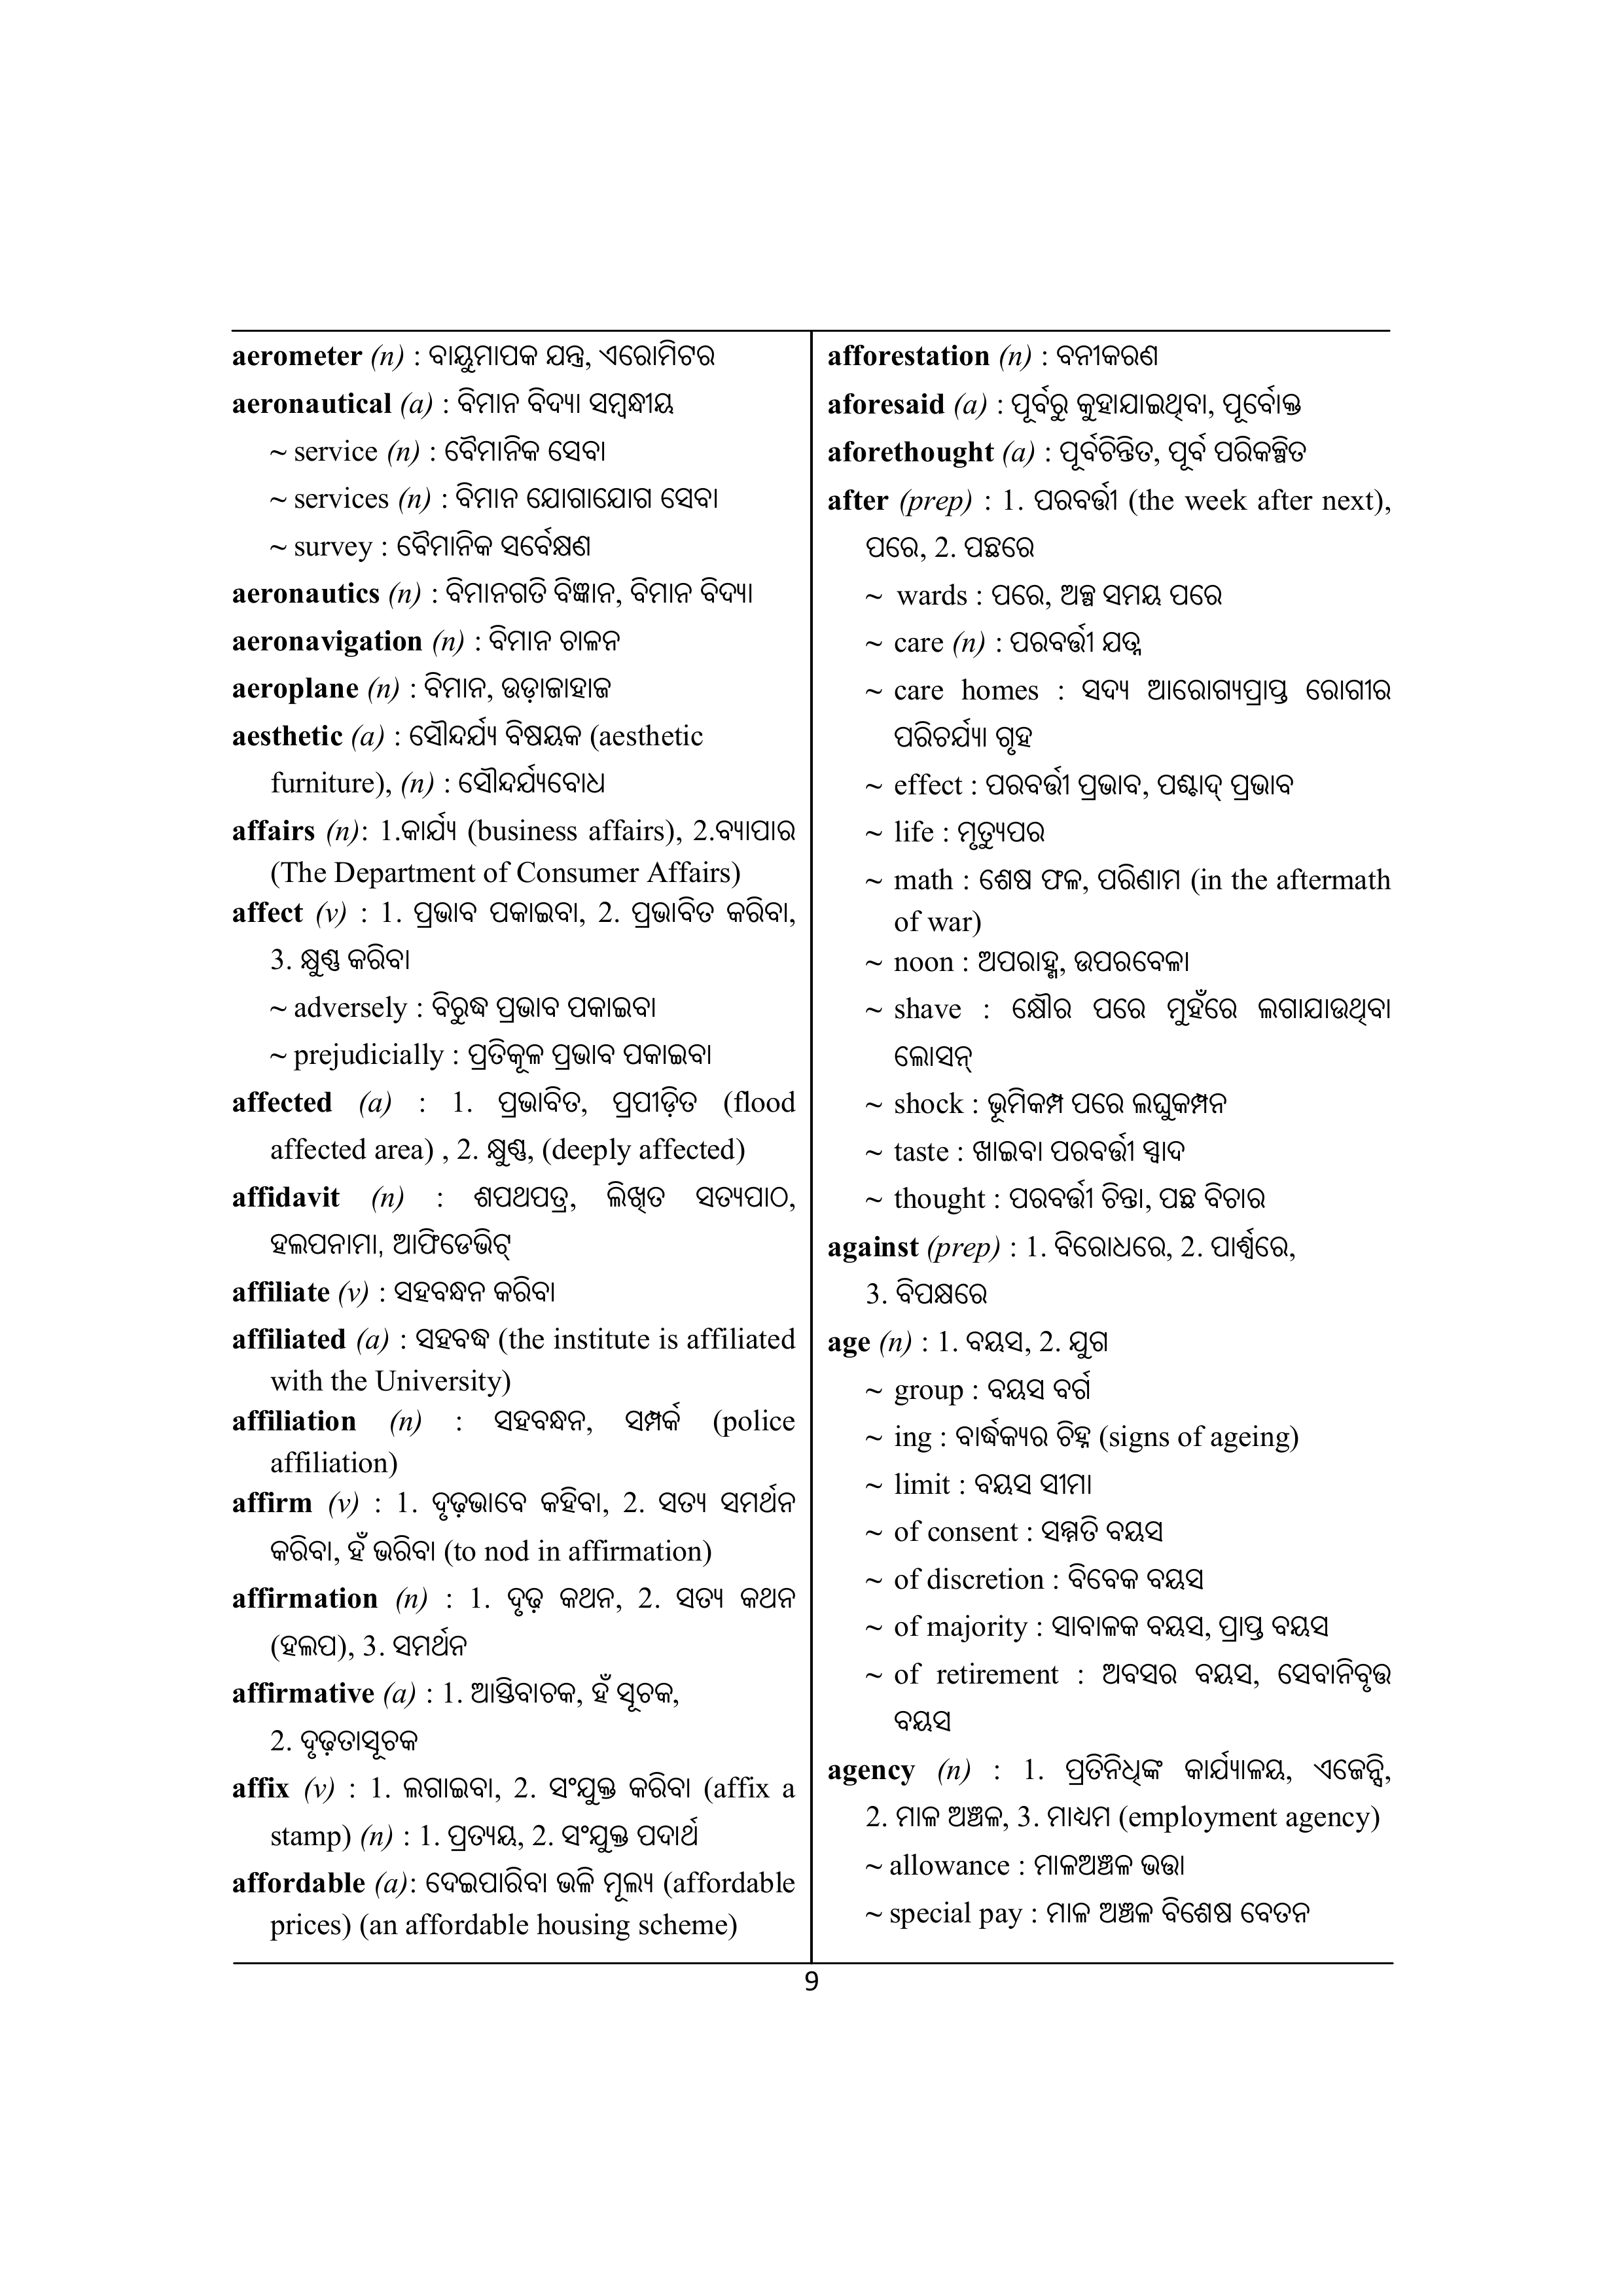 aerometer (n) : ବାୟୁମାପକ ଯନ୍ତ୍ର, ଏରୋମିଟର
aeronautical (a) : ବିମାନ ବିଦ୍ୟା ସମ୍ବନ୍ଧୀୟ
~ service (n) : ବୈମାନିକ ସେବା
~ services (n) : ବିମାନ ଯୋଗାଯୋଗ ସେବା
~ survey : ବୈମାନିକ ସର୍ବେକ୍ଷଣ
aeronautics (n) : ବିମାନଗତି ବିଜ୍ଞାନ, ବିମାନ ବିଦ୍ୟା
aeronavigation (n) : ବିମାନ ଚାଳନ
aeroplane (n) : ବିମାନ, ଉଡ଼ାଜାହାଜ
aesthetic (a) : ସୌନ୍ଦର୍ଯ୍ୟ ବିଷୟକ (aesthetic
furniture), (n) : ସୌନ୍ଦର୍ଯ୍ୟବୋଧ
affairs (n): 1.କାର୍ଯ୍ୟ (business affairs), 2.ବ୍ୟାପାର
(The Department of Consumer Affairs)
affect (v) : 1. ପ୍ରଭାବ ପକାଇବା, 2. ପ୍ରଭାବିତ କରିବା,
3. କ୍ଷୁଣ୍ଣ କରିବା
~ adversely : ବିରୁଦ୍ଧ ପ୍ରଭାବ ପକାଇବା
~ prejudicially : ପ୍ରତିକୂଳ ପ୍ରଭାବ ପକାଇବା
affected (a) : 1. ପ୍ରଭାବିତ, ପ୍ରପୀଡ଼ିତ (flood
affected area) , 2. କ୍ଷୁଣ୍ଣ, (deeply affected)
affidavit (n) : ଶପଥପତ୍ର, ଲିଖିତ ସତ୍ୟପାଠ,
ହଲପନାମା, ଆଫିଡେଭିଟ୍
affiliate (v) : ସହବନ୍ଧନ କରିବା
affiliated (a) : ସହବଦ୍ଧ (the institute is affiliated
with the University)
affiliation (n) : ସହବନ୍ଧନ, ସମ୍ପର୍କ (police
affiliation)
affirm (v) : 1. ଦୃଢ଼ଭାବେ କହିବା, 2. ସତ୍ୟ ସମର୍ଥନ
କରିବା, ହଁ ଭରିବା (to nod in affirmation)
affirmation (n) : 1. ଦୃଢ଼ କଥନ, 2. ସତ୍ୟ କଥନ
(ହଲପ), 3. ସମର୍ଥନ
affirmative (a) : 1. ଆସ୍ତିବାଚକ, ହଁ ସୂଚକ,
2. ଦୃଢ଼ତାସୂଚକ
affix (v) : 1. ଲଗାଇବା, 2. ସଂଯୁକ୍ତ କରିବା (affix a
stamp) (n) : 1. ପ୍ରତ୍ୟୟ, 2. ସଂଯୁକ୍ତ ପଦାର୍ଥ
affordable (a): ଦେଇପାରିବା ଭଳି ମୂଲ୍ୟ (affordable
prices) (an affordable housing scheme)
afforestation (n) : ବନୀକରଣ
aforesaid (a) : ପୂର୍ବରୁ କୁହାଯାଇଥିବା, ପୂର୍ବୋକ୍ତ
aforethought (a) : ପୂର୍ବଚିନ୍ତିତ, ପୂର୍ବ ପରିକଳ୍ପିତ
after (prep) : 1. ପରବର୍ତ୍ତୀ (the week after next),
ପରେ, 2. ପଛରେ
~ wards : ପରେ, ଅଳ୍ପ ସମୟ ପରେ
~ care (n) : ପରବର୍ତ୍ତୀ ଯତ୍ନ
~ care homes : ସଦ୍ୟ ଆରୋଗ୍ୟପ୍ରାପ୍ତ ରୋଗୀର
ପରିଚର୍ଯ୍ୟା ଗୃହ
~ effect : ପରବର୍ତ୍ତୀ ପ୍ରଭାବ, ପଶ୍ଚାଦ୍ ପ୍ରଭାବ
~ life : ମୃତ୍ୟୁପର
~ math : ଶେଷ ଫଳ, ପରିଣାମ (in the aftermath
of war)
~ noon : ଅପରାହ୍ଣ, ଉପରବେଳା
~ shave : କ୍ଷୌର ପରେ ମୁହଁରେ ଲଗାଯାଉଥିବା
ଲୋସନ୍
~ shock : ଭୂମିକମ୍ପ ପରେ ଲଘୁକମ୍ପନ
~ taste : ଖାଇବା ପରବର୍ତ୍ତୀ ସ୍ୱାଦ
~ thought : ପରବର୍ତ୍ତୀ ଚିନ୍ତା, ପଛ ବିଚାର
against (prep) : 1. ବିରୋଧରେ, 2. ପାର୍ଶ୍ୱରେ,
3. ବିପକ୍ଷରେ
age (n) : 1. ବୟସ, 2. ଯୁଗ
~ group : ବୟସ ବର୍ଗ
~ ing : ବାର୍ଦ୍ଧକ୍ୟର ଚିହ୍ନ (signs of ageing)
~ limit : ବୟସ ସୀମା
~ of consent : ସମ୍ମତି ବୟସ
~ of discretion : ବିବେକ ବୟସ
~ of majority : ସାବାଳକ ବୟସ, ପ୍ରାପ୍ତ ବୟସ
~ of retirement : ଅବସର ବୟସ, ସେବାନିବୃତ୍ତ
ବୟସ
agency (n) : 1. ପ୍ରତିନିଧିଙ୍କ କାର୍ଯ୍ୟାଳୟ, ଏଜେନ୍ସି,
2. ମାଳ ଅଞ୍ଚଳ, 3. ମାଧ୍ୟମ (employment agency)
~ allowance : ମାଳଅଞ୍ଚଳ ଭତ୍ତା
~ special pay : ମାଳ ଅଞ୍ଚଳ ବିଶେଷ ବେତନ
9